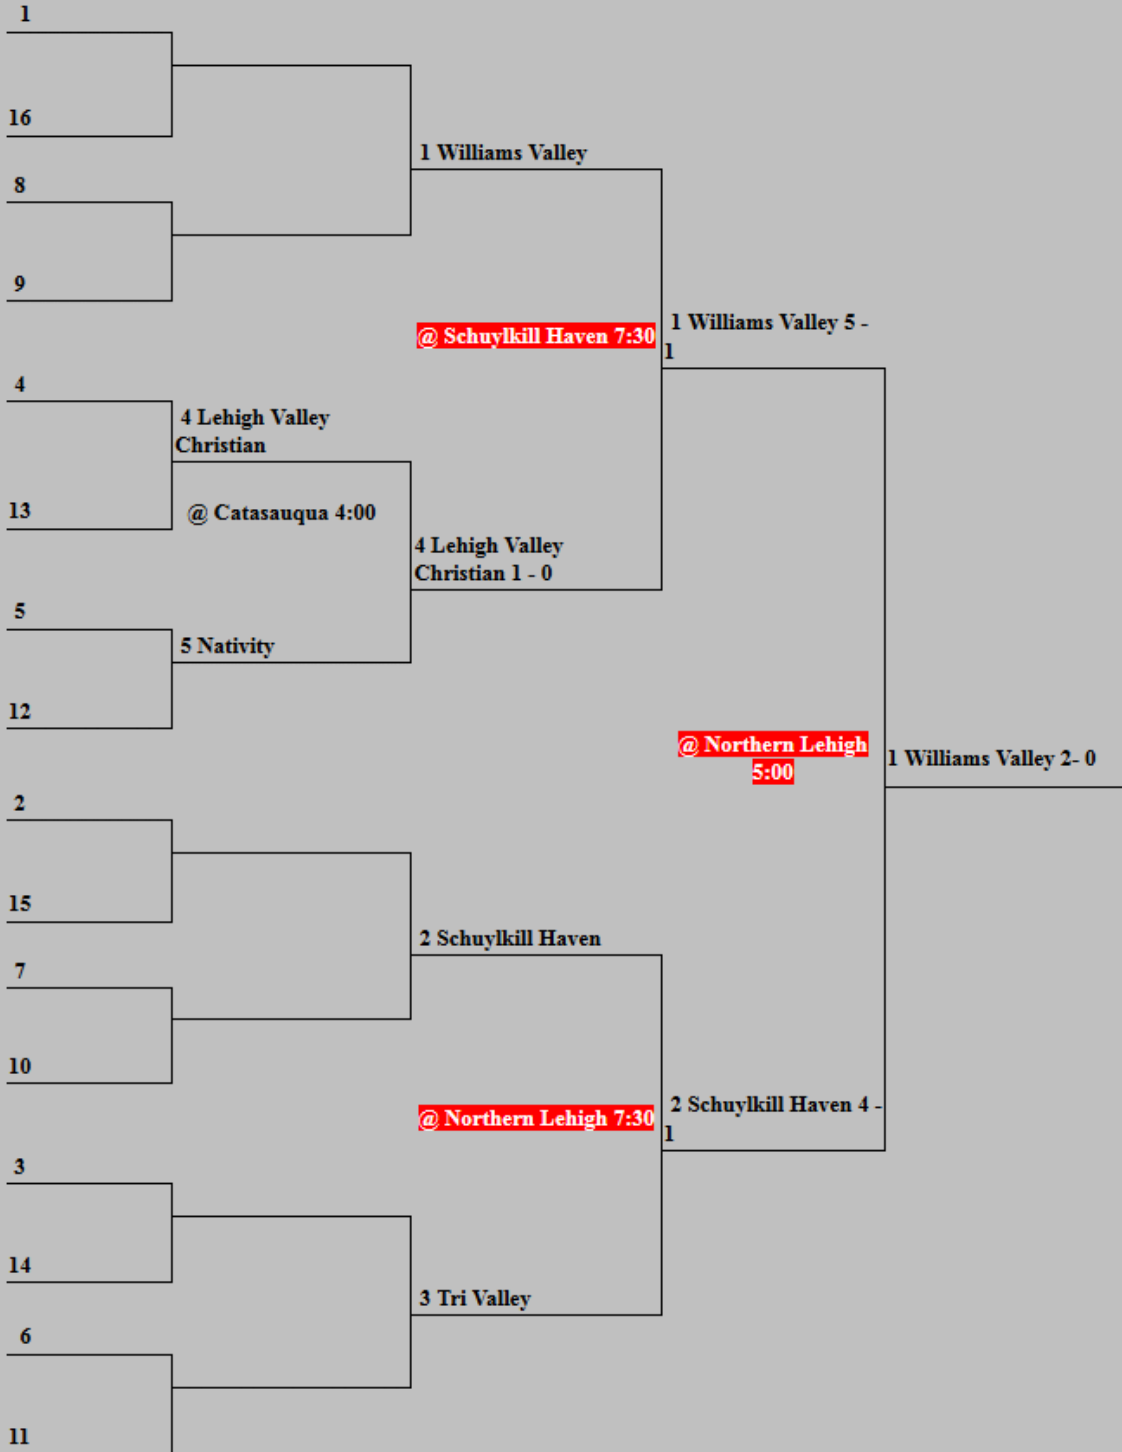 1
16
1 Williams Valley
8
9
1 Williams Valley 5 -
1
@ Schuylkill Haven 7:30
4
4 Lehigh Valley
Christian
13
@ Catasauqua 4:00
4 Lehigh Valley
Christian 1 - 0
5
5 Nativity
12
@ Northern Lehigh
5:00
1 Williams Valley 2- 0
2
15
2 Schuylkill Haven
7
10
2 Schuylkill Haven 4 -
1
@ Northern Lehigh 7:30
3
14
3 Tri Valley
6
11